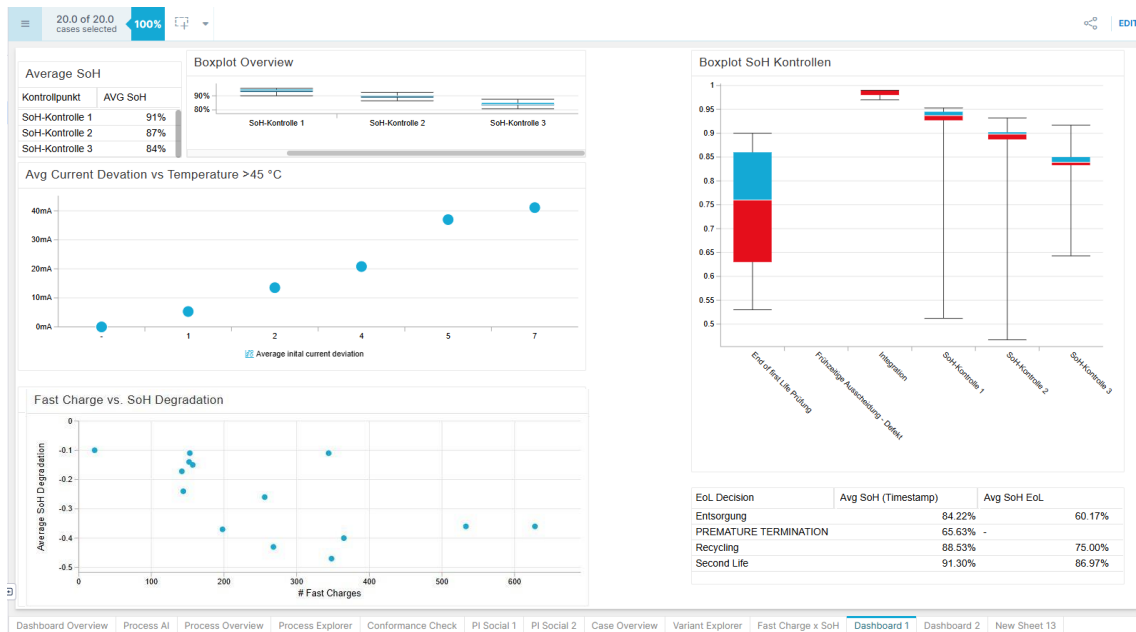 20.0 of 20.0
cases selected
100%
EDIT
Average SoH
Kontrollpunkt AVG SoH
SoH-Kontrolle 1 91%
SoH-Kontrolle 2 87%
SoH-Kontrolle 3 84%
Boxplot Overview
90%
80%
SoH-Kontrolle 1 SoH-Kontrolle 2 SoH-Kontrolle 3
Avg Current Devation vs Temperature >45 °C
40mA
30mA
20mA
10mA
0mA
- 1 2 4 5 7
Average inital current deviation
Fast Charge vs. SoH Degradation
Average SoH Degradation
0
-0.1
-0.2
-0.3
-0.4
-0.5
0 100 200 300 400 500 600
# Fast Charges
Boxplot SoH Kontrollen
1
0.95
0.9
0.85
0.8
0.75
0.7
0.65
0.6
0.55
0.5
End of first Life Prüfung
Frühzeitige Ausscheidung - Defekt
Integration
SoH-Kontrolle 1
SoH-Kontrolle 2
SoH-Kontrolle 3
EoL Decision Avg SoH (Timestamp) Avg SoH EoL
Entsorgung 84.22% 60.17%
PREMATURE TERMINATION 65.63% -
Recycling 88.53% 75.00%
Second Life 91.30% 86.97%
Dashboard Overview Process AI Process Overview Process Explorer Conformance Check PI Social 1 PI Social 2 Case Overview Variant Explorer Fast Charge x SoH Dashboard 1 Dashboard 2 New Sheet 13